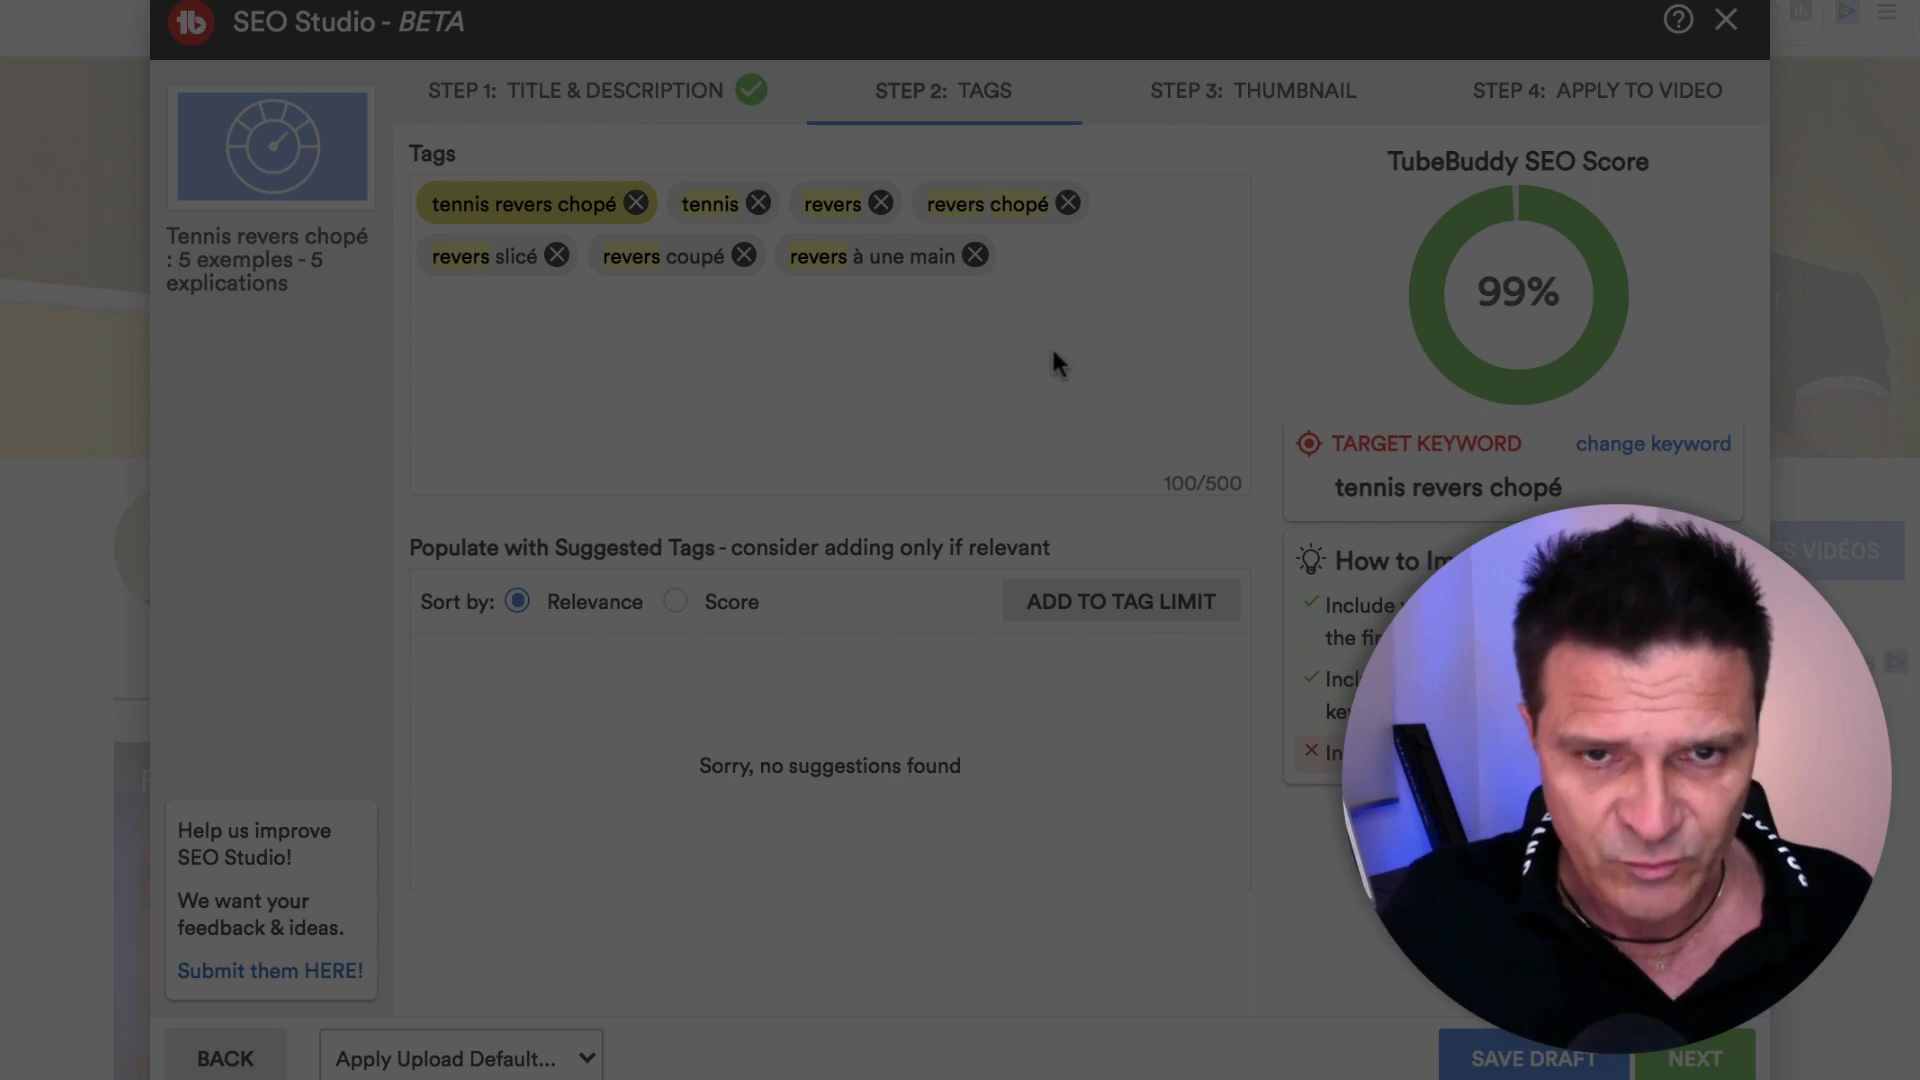 SEO Studio - BETA
STEP 1: TITLE & DESCRIPTION
STEP 2: TAGS
STEP 3: THUMBNAIL
STEP 4: APPLY TO VIDEO
Tennis revers chopé
: 5 exemples - 5
explications
Tags
tennis revers chopé
tennis
revers
revers chopé
revers slicé
revers coupé
revers à une main
100/500
TubeBuddy SEO Score
99%
TARGET KEYWORD
change keyword
tennis revers chopé
How to
Include
the
Populate with Suggested Tags - consider adding only if relevant
Sort by:
Relevance
Score
ADD TO TAG LIMIT
Sorry, no suggestions found
VIDÉOS
Help us improve
SEO Studio!
We want your
feedback & ideas.
Submit them HERE!
BACK
Apply Upload Default...
SAVE DRAFT
NEXT